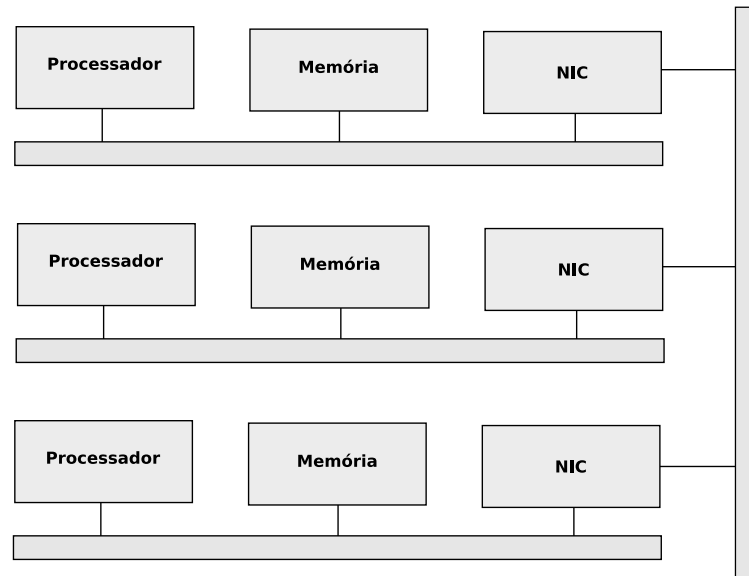 Processador
Memória
NIC
Processador
Memória
NIC
Processador
Memória
NIC